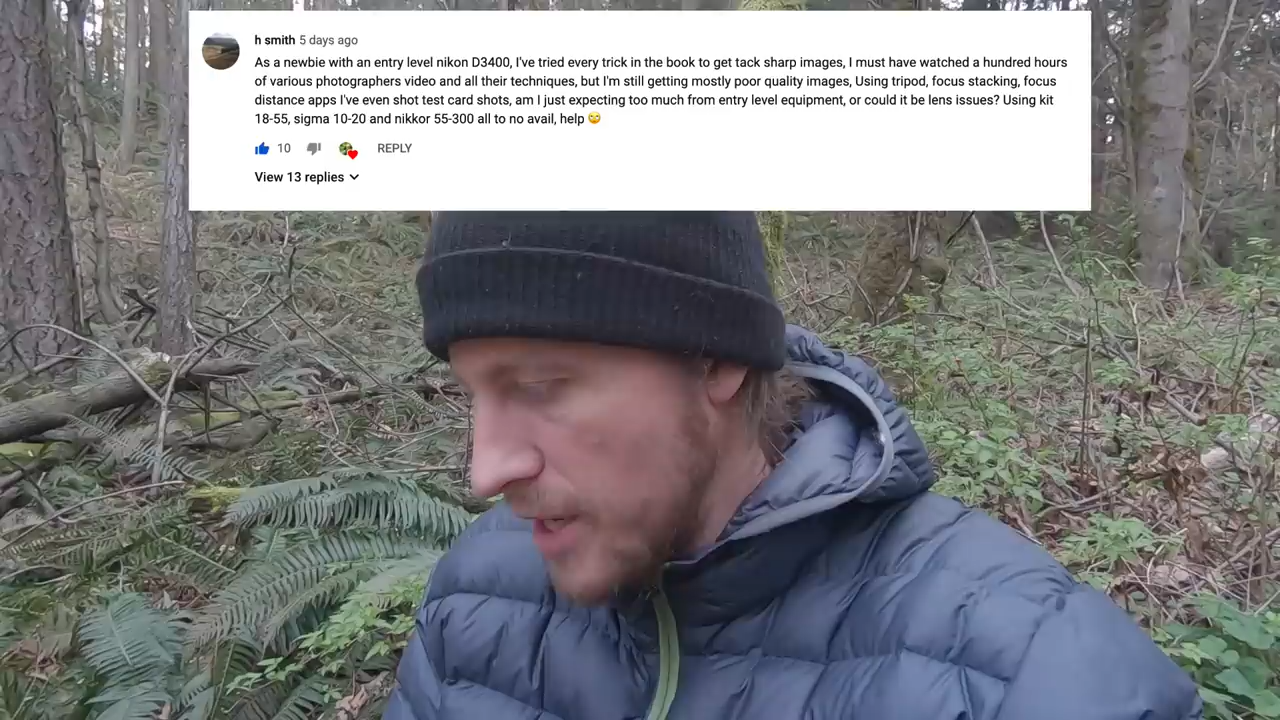 h smith 5 days ago
As a newbie with an entry level nikon D3400, I've tried every trick in the book to get tack sharp images, I must have watched a hundred hours
of various photographers video and all their techniques, but I'm still getting mostly poor quality images, Using tripod, focus stacking, focus
distance apps I've even shot test card shots, am I just expecting too much from entry level equipment, or could it be lens issues? Using kit
18-55, sigma 10-20 and nikkor 55-300 all to no avail, help 🙄
10 REPLY
View 13 replies